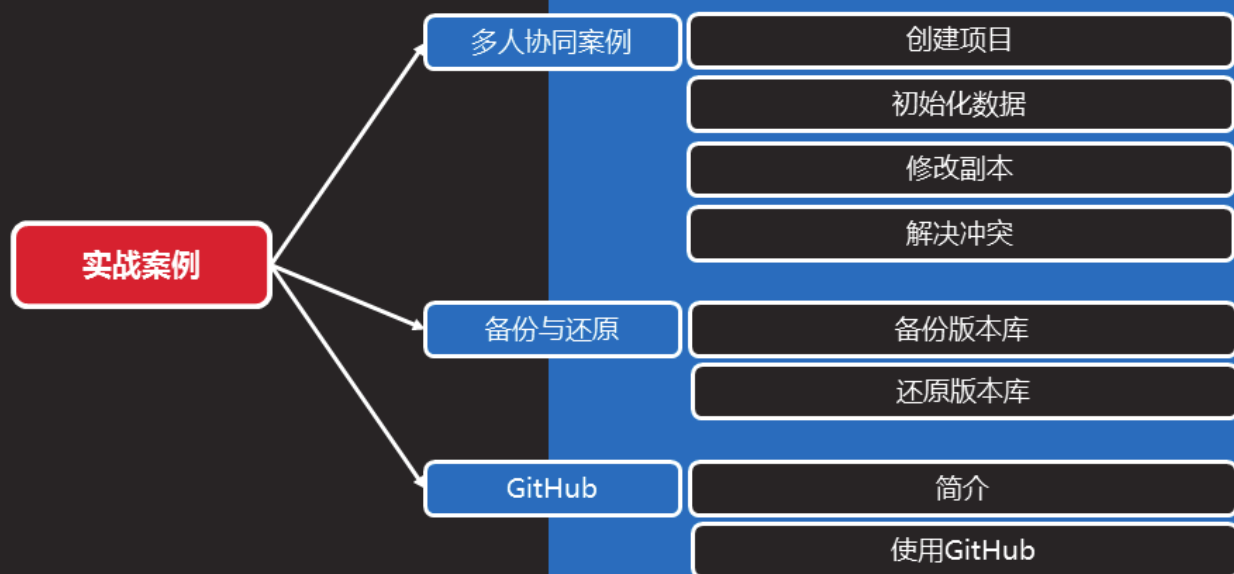 实战案例
多人协同案例
创建项目
初始化数据
修改副本
解决冲突
备份与还原
备份版本库
还原版本库
GitHub
简介
使用GitHub